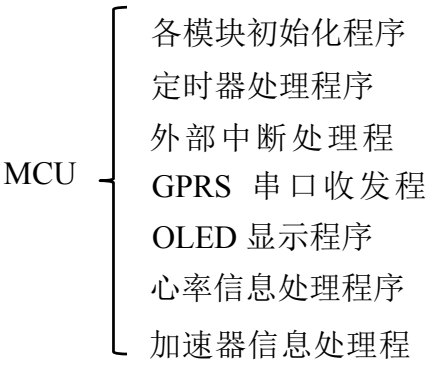 各模块初始化程序
定时器处理程序
外部中断处理程
MCU
GPRS 串口收发程
OLED 显示程序
心率信息处理程序
加速器信息处理程